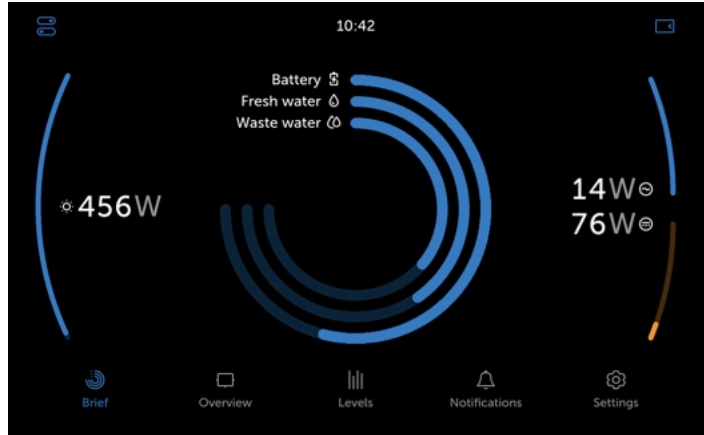 10:42
Battery
Fresh water
Waste water
456W
14W
76W
Brief
Overview
Levels
Notifications
Settings